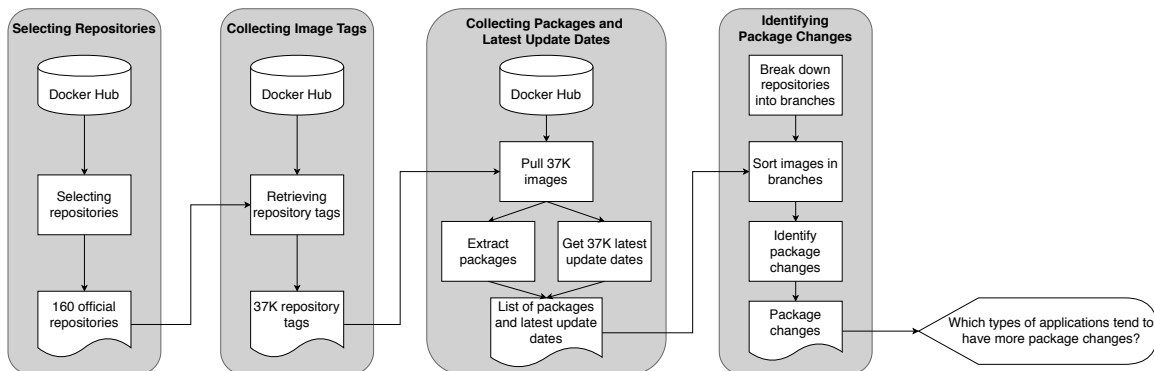 Selecting Repositories
Docker Hub
Selecting
repositories
160 official
repositories
Collecting Image Tags
Docker Hub
Retrieving
repository tags
37K repository
tags
Collecting Packages and
Latest Update Dates
Docker Hub
Pull 37K
images
Extract
packages
Get 37K latest
update dates
List of packages
and latest update
dates
Identifying
Package Changes
Break down
repositories
into branches
Sort images in
branches
Identify
package
changes
Package
changes
Which types of applications tend to
have more package changes?